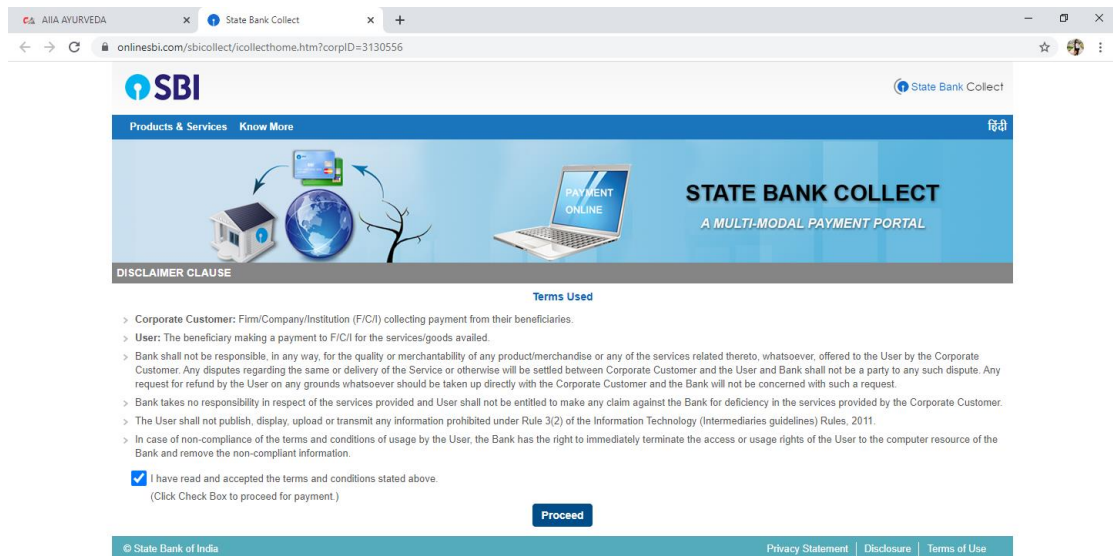 AIIA AYURVEDA
State Bank Collect
onlinesbi.com/sbicollect/icollecthome.htm?corpID=3130556
SBI
State Bank Collect
Products & Services Know More
हिंदी
PAYMENT
ONLINE
STATE BANK COLLECT
A MULTI-MODAL PAYMENT PORTAL
DISCLAIMER CLAUSE
Terms Used
Corporate Customer: Firm/Company/Institution (F/C/I) collecting payment from their beneficiaries.
User: The beneficiary making a payment to F/C/I for the services/goods availed.
Bank shall not be responsible, in any way, for the quality or merchantability of any product/merchandise or any of the services related thereto, whatsoever, offered to the User by the Corporate
Customer. Any disputes regarding the same or delivery of the Service or otherwise will be settled between Corporate Customer and the User and Bank shall not be a party to any such dispute. Any
request for refund by the User on any grounds whatsoever should be taken up directly with the Corporate Customer and the Bank will not be concerned with such a request.
Bank takes no responsibility in respect of the services provided and User shall not be entitled to make any claim against the Bank for deficiency in the services provided by the Corporate Customer.
The User shall not publish, display, upload or transmit any information prohibited under Rule 3(2) of the Information Technology (Intermediaries guidelines) Rules, 2011.
In case of non-compliance of the terms and conditions of usage by the User, the Bank has the right to immediately terminate the access or usage rights of the User to the computer resource of the
Bank and remove the non-compliant information.
I have read and accepted the terms and conditions stated above.
(Click Check Box to proceed for payment.)
Proceed
© State Bank of India
Privacy Statement | Disclosure | Terms of Use